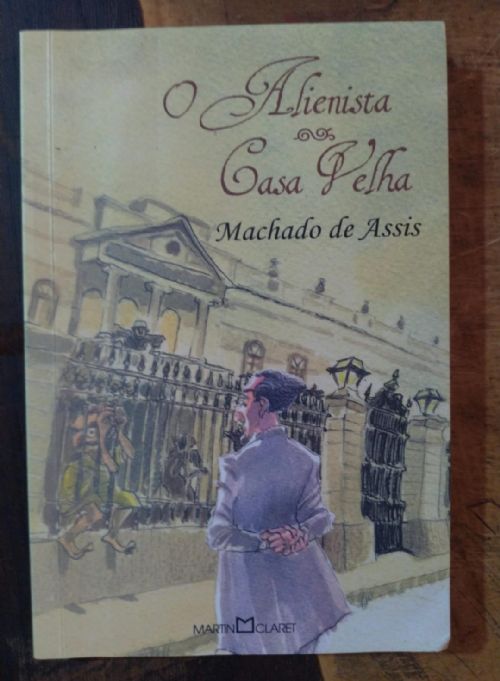 O Alienista
Casa Velha
Machado de Assis
MARTIN CLARET